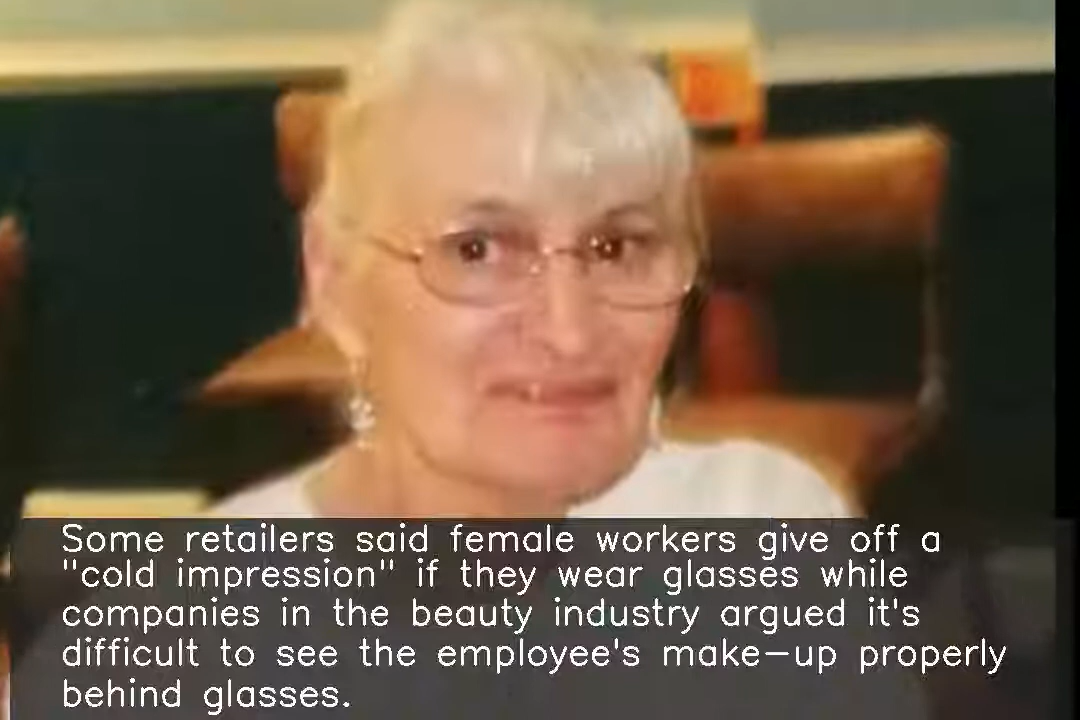 Some retailers said female workers give off a
"cold impression" if they wear glasses while
companies in the beauty industry argued it's
difficult to see the employee's make-up properly
behind glasses.